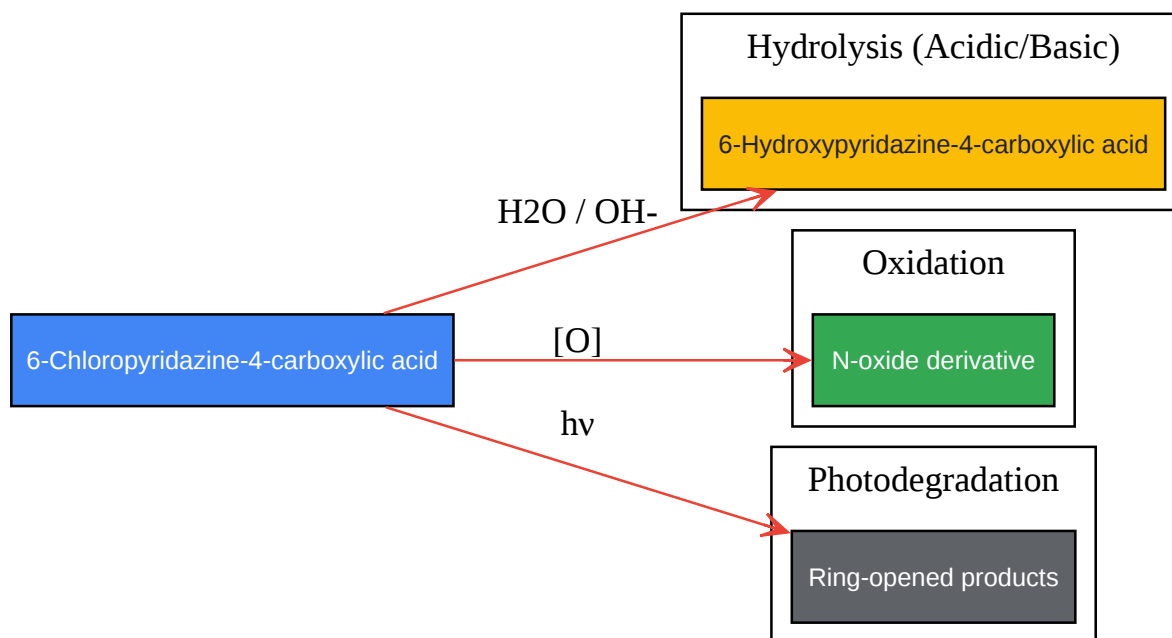 Hydrolysis (Acidic/Basic)
6-Hydroxypyridazine-4-carboxylic acid
H2O / OH-
Oxidation
6-Chloropyridazine-4-carboxylic acid
[O]
N-oxide derivative
hν
Photodegradation
Ring-opened products